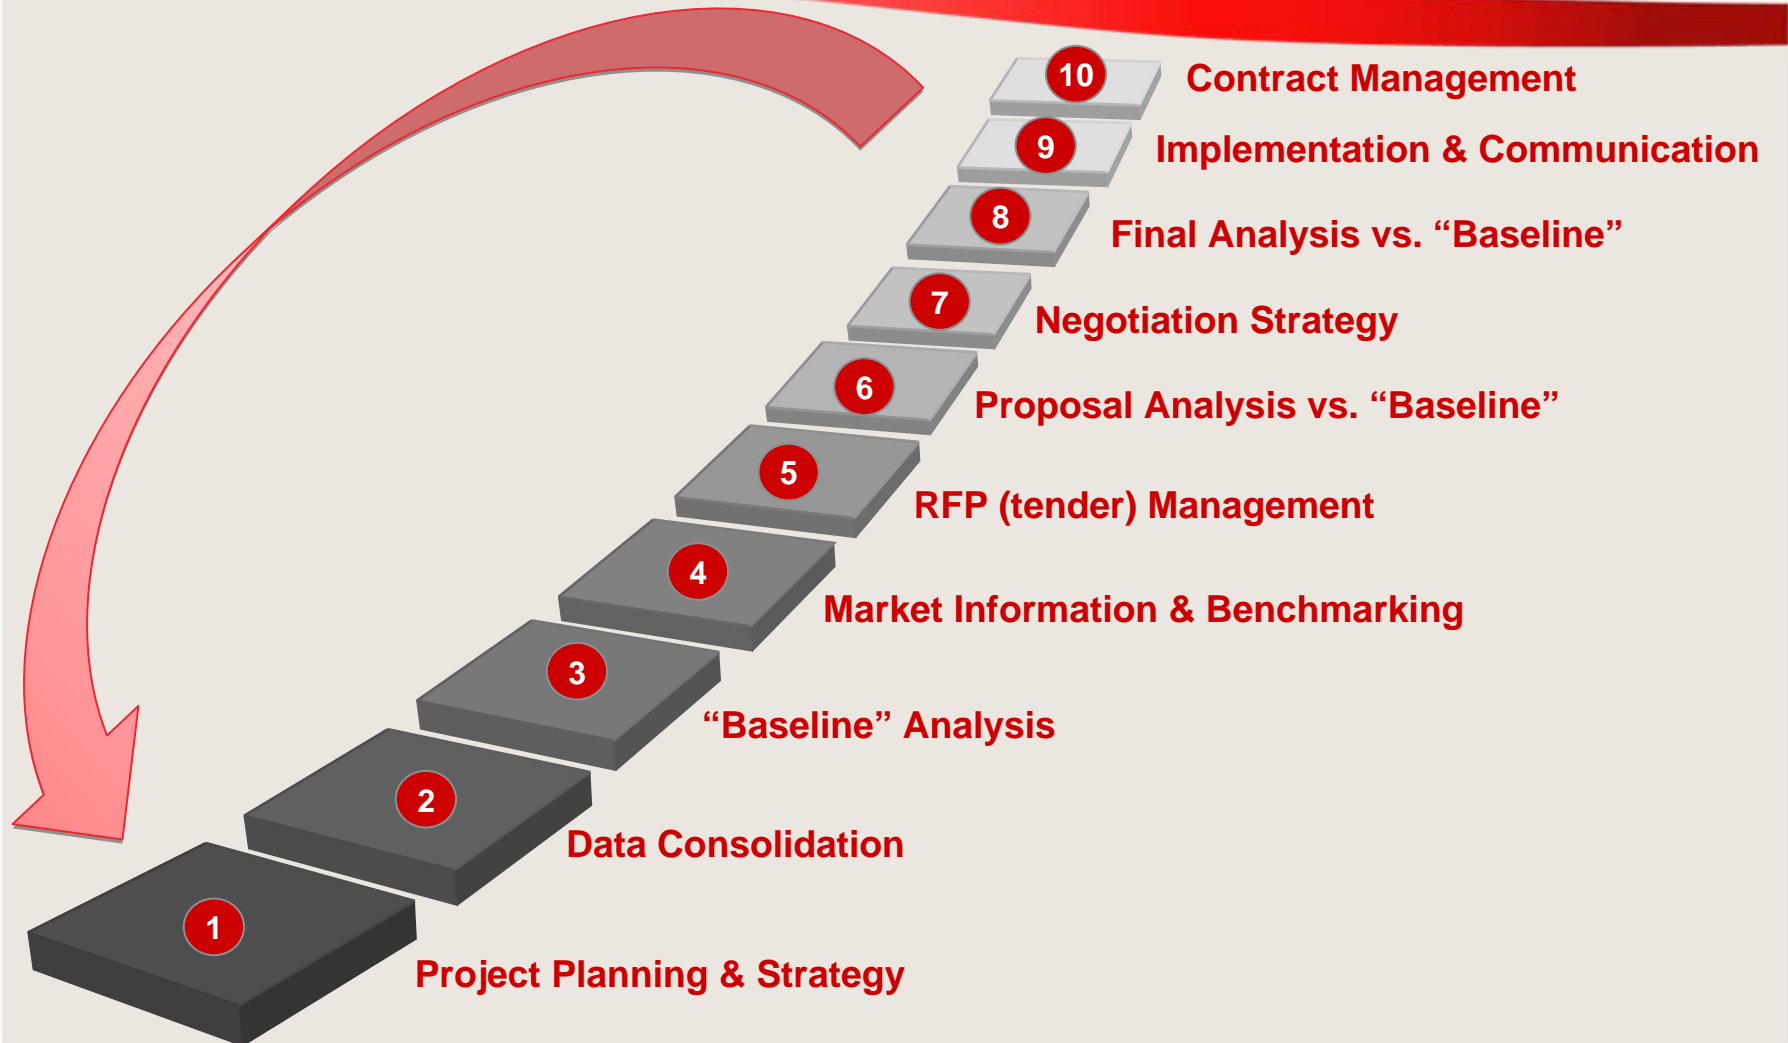 10 Contract Management
9 Implementation & Communication
8 Final Analysis vs. “Baseline”
7 Negotiation Strategy
6 Proposal Analysis vs. “Baseline”
5 RFP (tender) Management
4 Market Information & Benchmarking
3 “Baseline” Analysis
2 Data Consolidation
1 Project Planning & Strategy